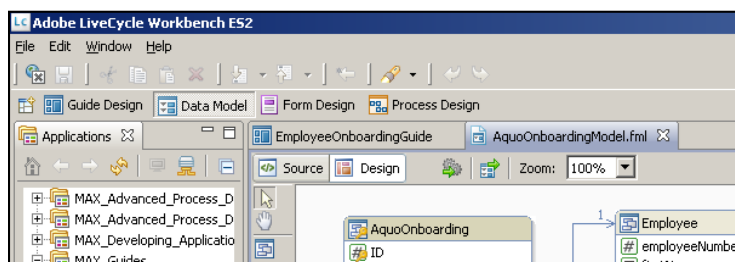 Lc Adobe LiveCycle Workbench ES2
File Edit Window Help
Guide Design Data Model Form Design Process Design
Applications EmployeeOnboardingGuide AquoOnboardingModel.fml
Source Design Zoom: 100%
MAX_Advanced_Process_D
MAX_Advanced_Process_D
MAX_Developing_Applicatio
MAX_Guides
AquoOnboarding
# ID
1
Employee
# employeeNumbe